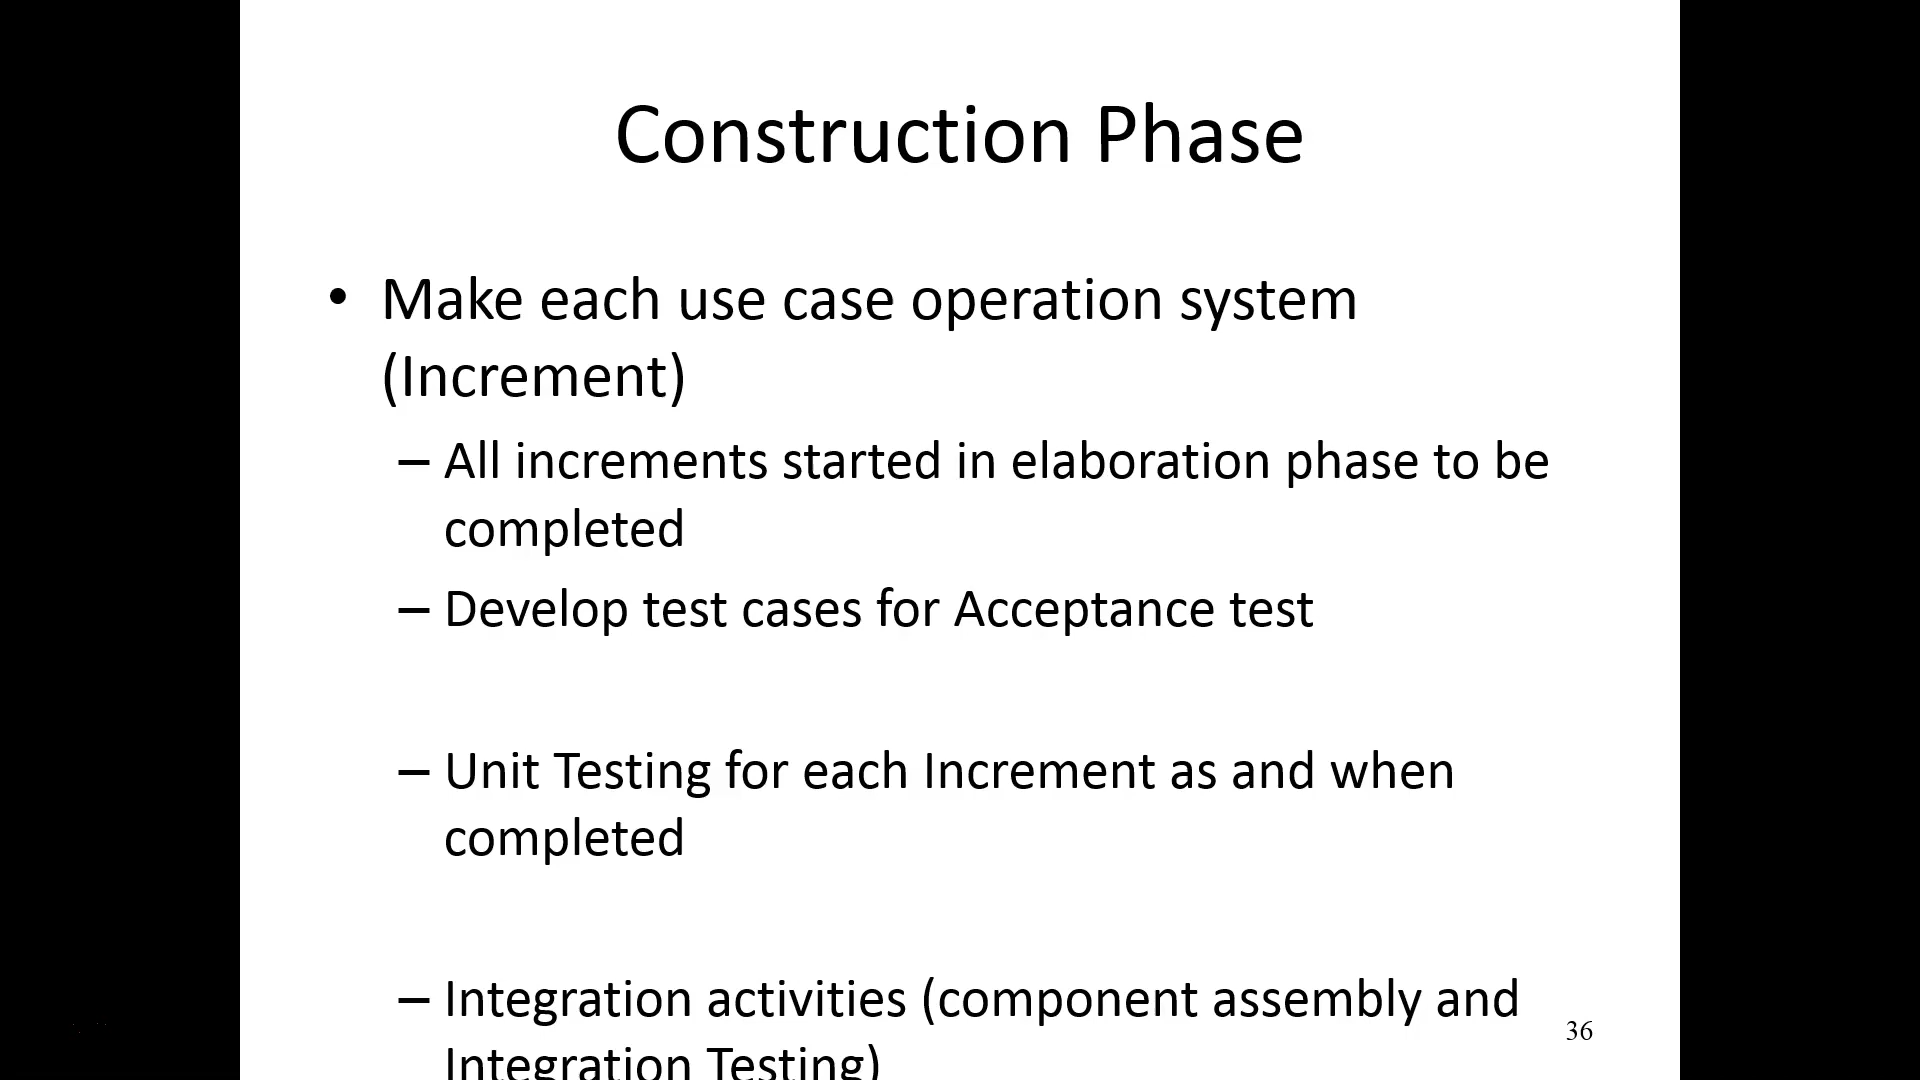 Construction Phase
• Make each use case operation system
(Increment)
– All increments started in elaboration phase to be
completed
– Develop test cases for Acceptance test
– Unit Testing for each Increment as and when
completed
– Integration activities (component assembly and
Integration Testing)
36